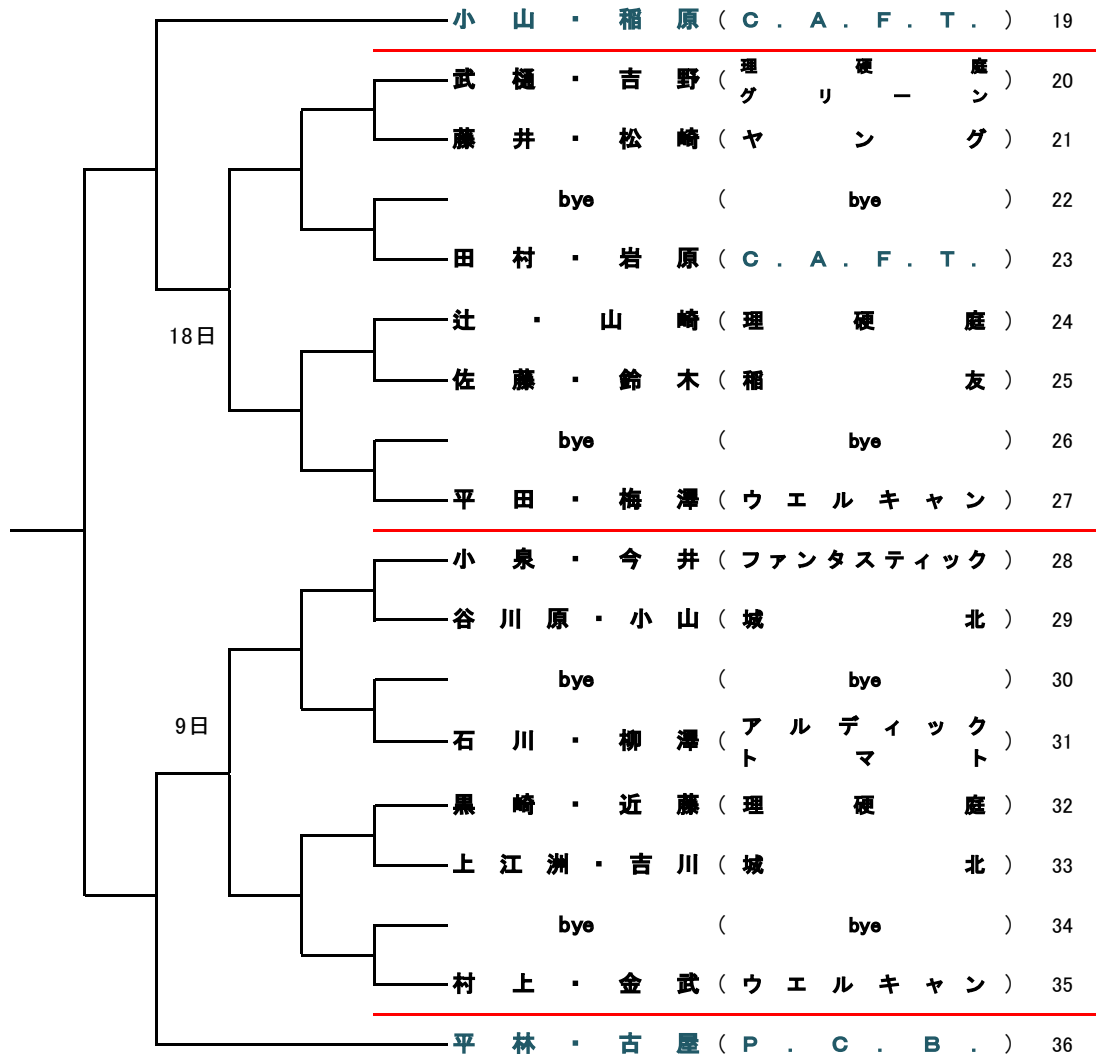 小山・稲原 (C.A.F.T.) 19
武樋・吉野 (理硬庭 グリーン) 20
藤井・松崎 (ヤング) 21
bye (bye) 22
田村・岩原 (C.A.F.T.) 23
辻・山崎 (理硬庭) 24
18日
佐藤・鈴木 (稲友) 25
bye (bye) 26
平田・梅澤 (ウエルキャン) 27
小泉・今井 (ファンタスティック) 28
谷川原・小山 (城北) 29
bye (bye) 30
9日
石川・柳澤 (アルディック トマト) 31
黒崎・近藤 (理硬庭) 32
上江洲・吉川 (城北) 33
bye (bye) 34
村上・金武 (ウエルキャン) 35
平林・古屋 (P.C.B.) 36